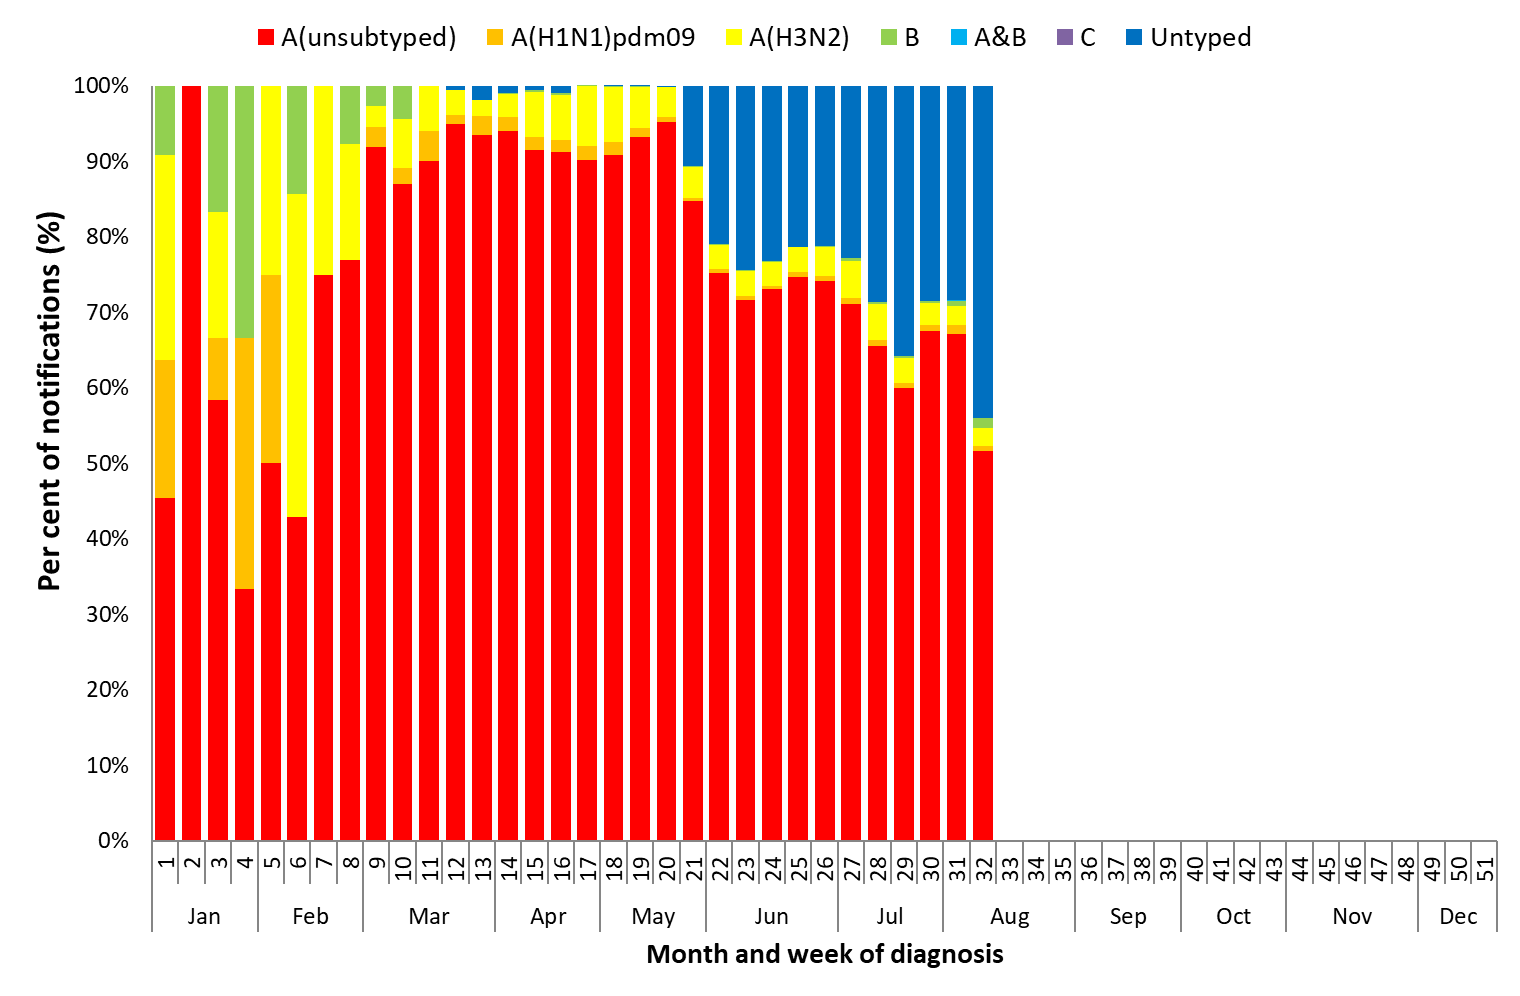 A(unsubtyped) A(H1N1)pdm09 A(H3N2) B A&B C Untyped
100%
90%
80%
70%
60%
50%
40%
30%
20%
10%
0%
Per cent of notifications (%)
1 2 3 4 5 6 7 8 9 10 11 12 13 14 15 16 17 18 19 20 21 22 23 24 25 26 27 28 29 30 31 32 33 34 35 36 37 38 39 40 41 42 43 44 45 46 47 48 49 50 51
Jan Feb Mar Apr May Jun Jul Aug Sep Oct Nov Dec
Month and week of diagnosis